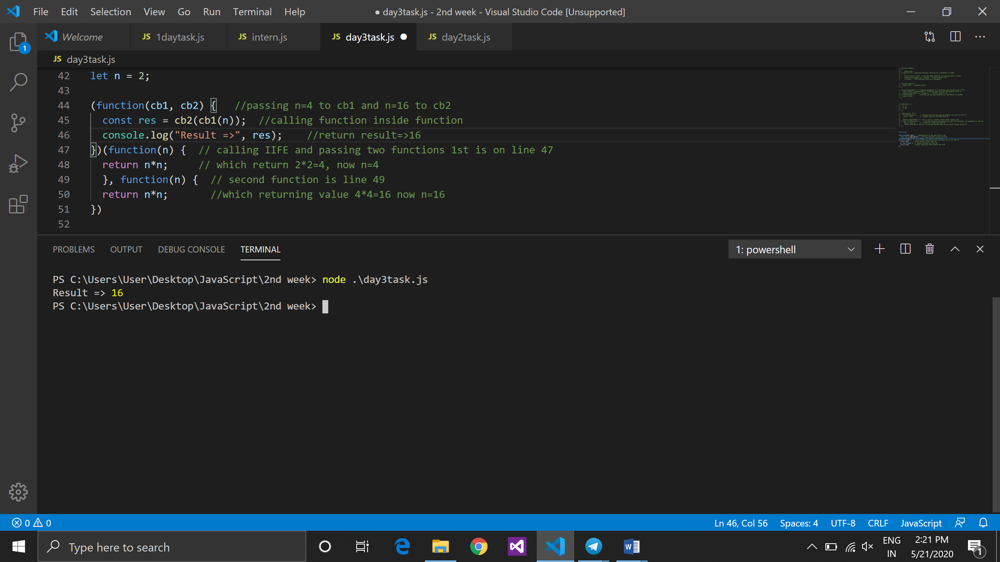 File Edit Selection View Go Run Terminal Help
● day3task.js - 2nd week - Visual Studio Code [Unsupported]
Welcome
JS 1daytask.js
JS intern.js
JS day3task.js ●
JS day2task.js
1
JS day3task.js
42 let n = 2;
43
44 (function(cb1, cb2) { //passing n=4 to cb1 and n=16 to cb2
45 const res = cb2(cb1(n)); //calling function inside function
46 console.log("Result =>", res); //return result=>16
47 })(function(n) { // calling IIFE and passing two functions 1st is on line 47
48 return n*n; // which return 2*2=4, now n=4
49 }, function(n) { // second function is line 49
50 return n*n; //which returning value 4*4=16 now n=16
51 })
52
PROBLEMS OUTPUT DEBUG CONSOLE TERMINAL
1: powershell
PS C:\Users\User\Desktop\JavaScript\2nd week> node .\day3task.js
Result => 16
PS C:\Users\User\Desktop\JavaScript\2nd week>
0 0
Ln 46, Col 56 Spaces: 4 UTF-8 CRLF JavaScript
Type here to search
ENG
IN
2:21 PM
5/21/2020
1